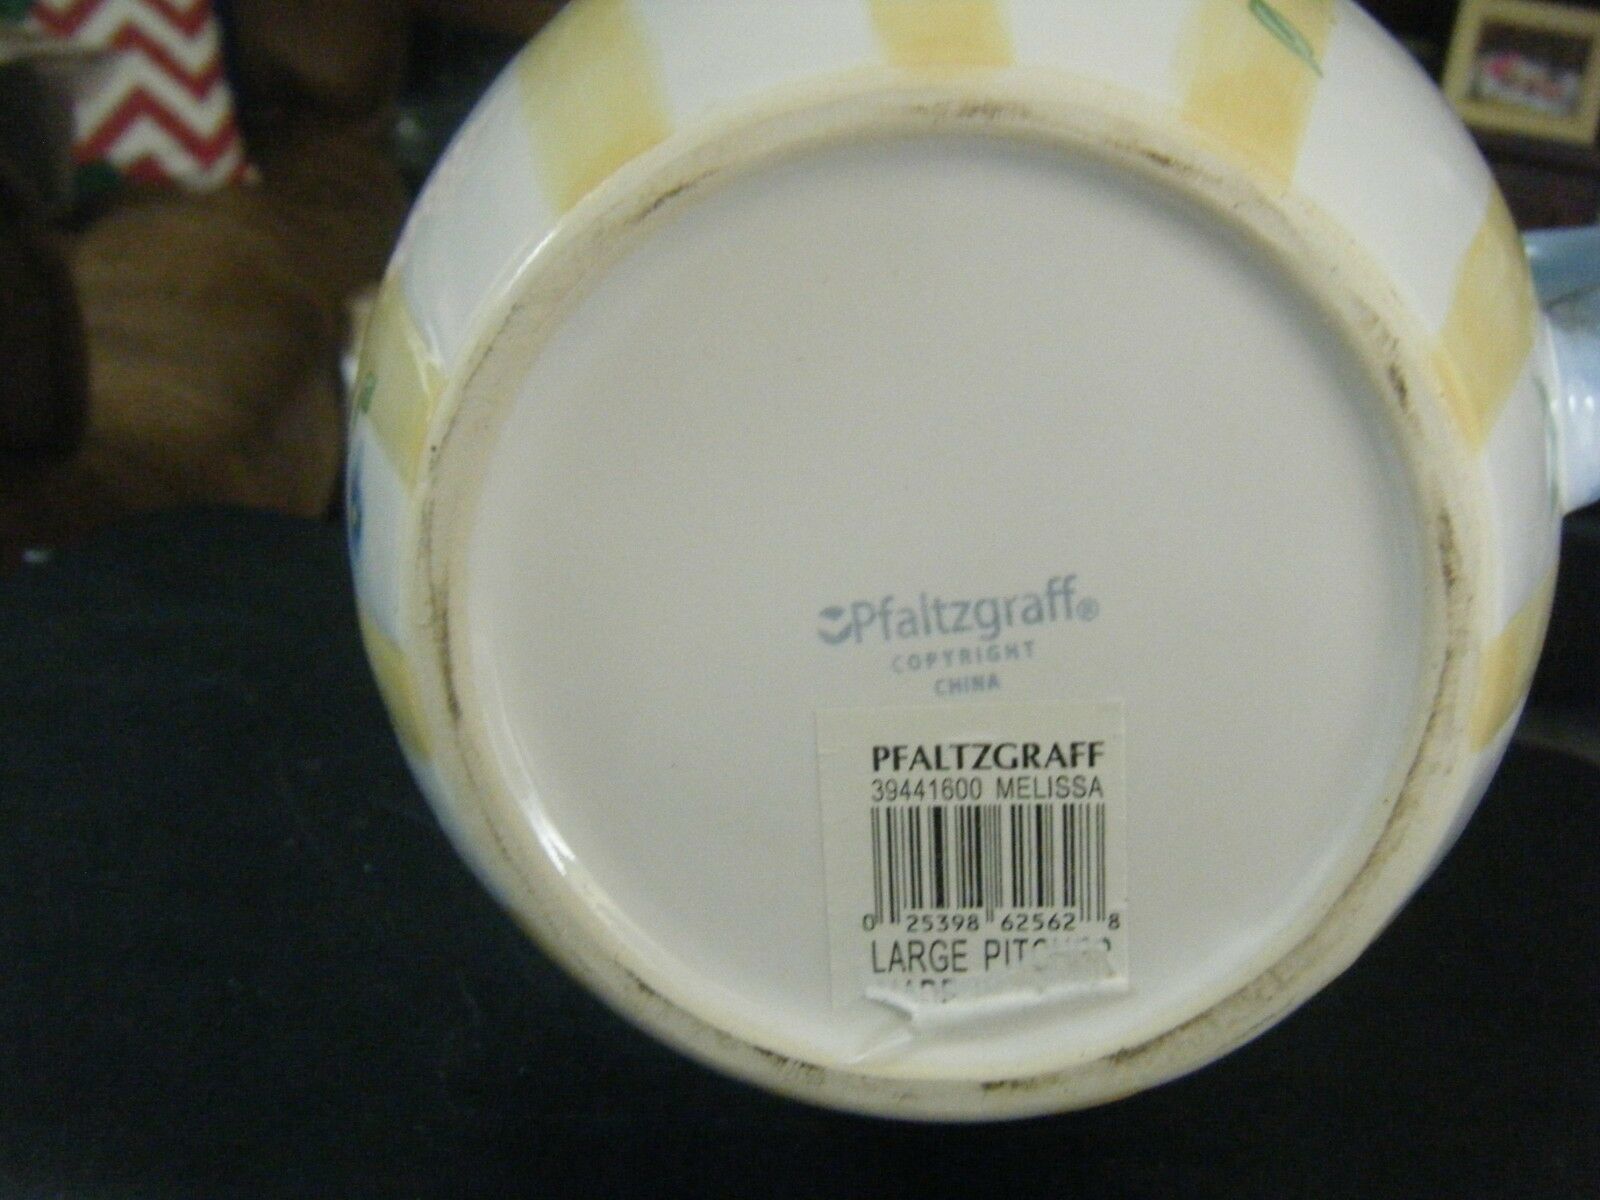 Pfaltzgraff®
COPYRIGHT
CHINA
PFALTZGRAFF
39441600 MELISSA
0 25398 62562 8
LARGE PITCHER